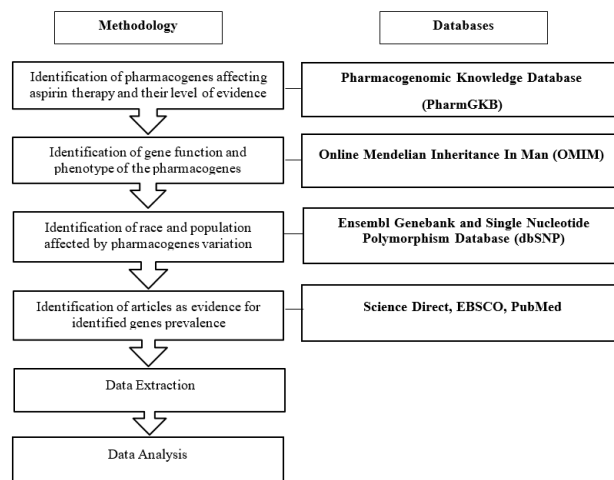 Methodology
Databases
Identification of pharmacogenes affecting
aspirin therapy and their level of evidence
Pharmacogenomic Knowledge Database
(PharmGKB)
Identification of gene function and
phenotype of the pharmacogenes
Online Mendelian Inheritance In Man (OMIM)
Identification of race and population
affected by pharmacogenes variation
Ensembl Genebank and Single Nucleotide
Polymorphism Database (dbSNP)
Identification of articles as evidence for
identified genes prevalence
Science Direct, EBSCO, PubMed
Data Extraction
Data Analysis